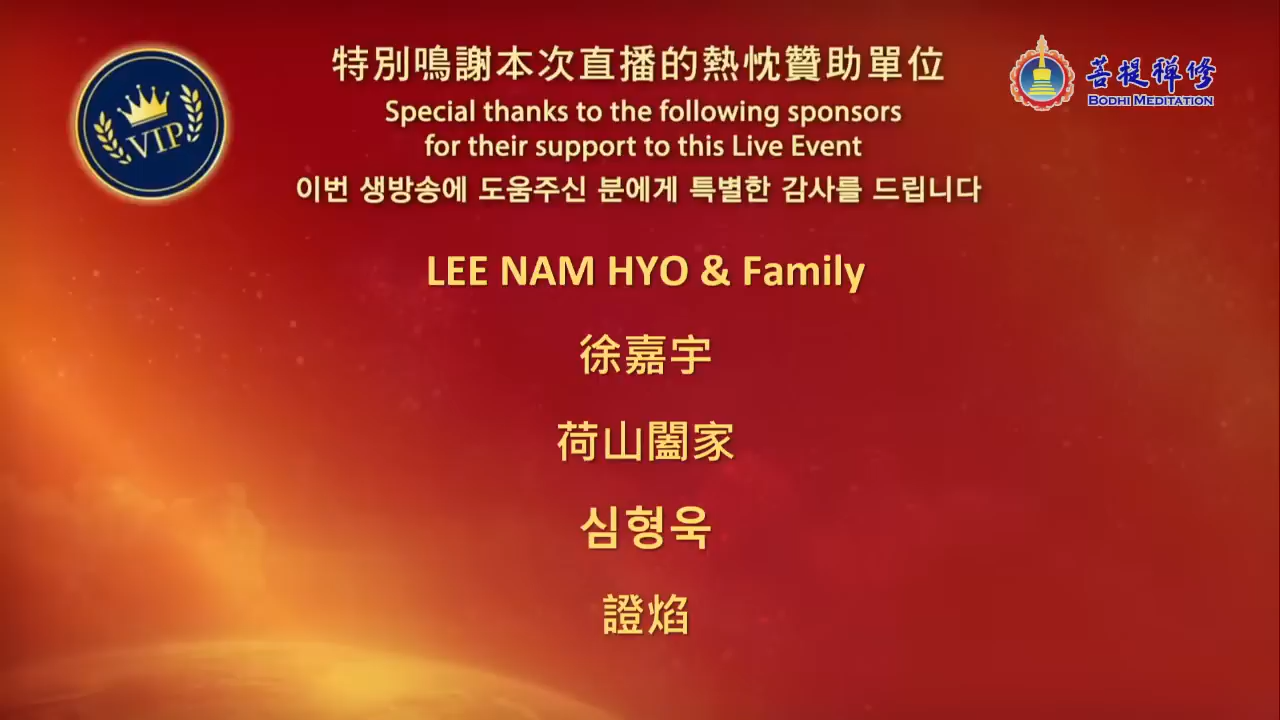 特別鳴謝本次直播的熱忱贊助單位
Special thanks to the following sponsors
for their support to this Live Event
이번 생방송에 도움주신 분에게 특별한 감사를 드립니다
VIP
菩提禪修
BODHI MEDITATION
LEE NAM HYO & Family
徐嘉宇
荷山闔家
심형욱
證焰